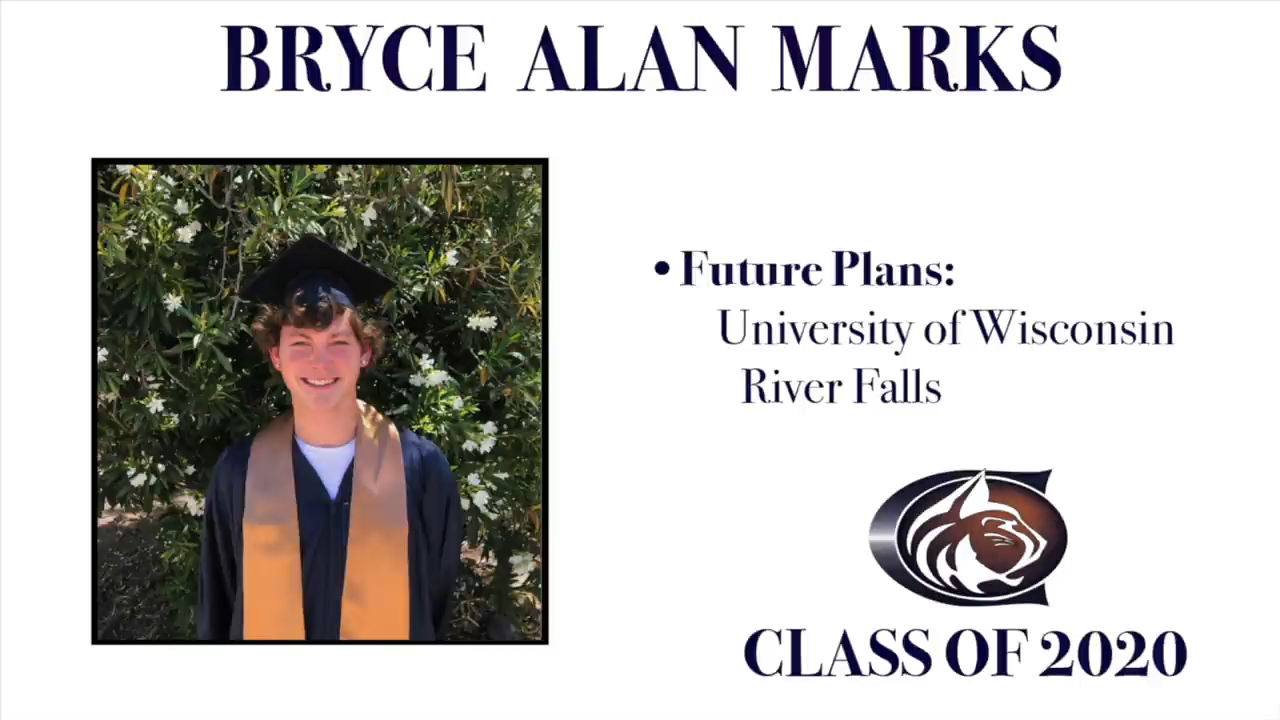 BRYCE ALAN MARKS
• Future Plans:
University of Wisconsin
River Falls
CLASS OF 2020